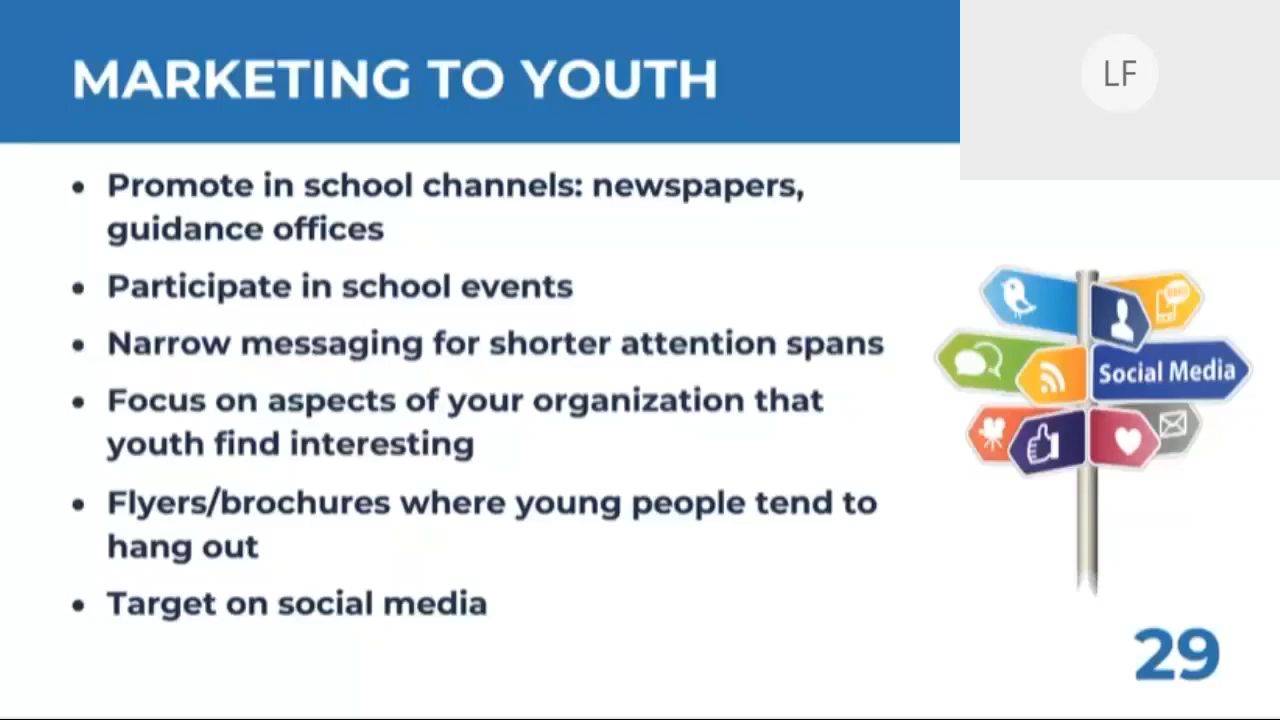 MARKETING TO YOUTH
LF
• Promote in school channels: newspapers,
guidance offices
• Participate in school events
• Narrow messaging for shorter attention spans
• Focus on aspects of your organization that
youth find interesting
• Flyers/brochures where young people tend to
hang out
• Target on social media
Social Media
29